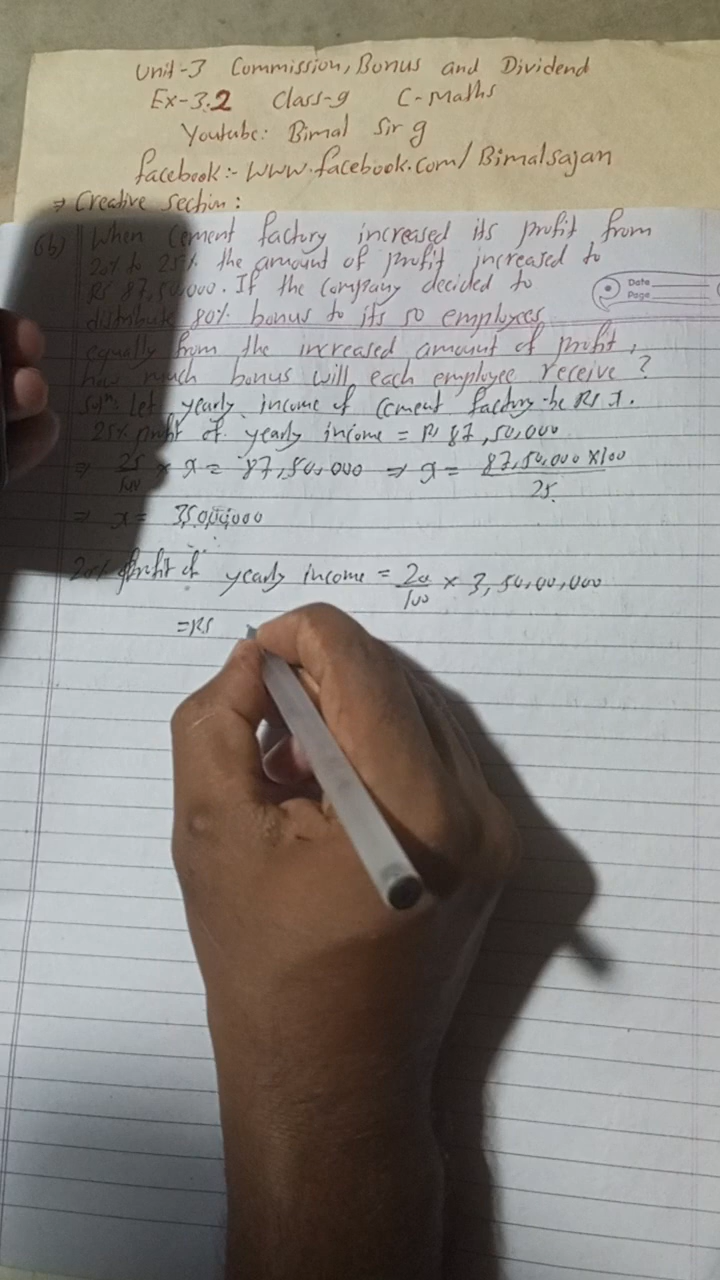 Unit-3 Commission, Bonus and Dividend
Ex-3.2 Class-9 C-Maths
Youtube: Bimal Sir g
facebook:- www.facebook.com/Bimalsajan
⇒ Creative section:
6b) When Cement factory increased its profit from
20% to 25% the amount of profit increased to
RS 87,50,000. If the company decided to
Date
Page
distribute 80% bonus to its 50 employees
equally from the increased amount of profit,
how much bonus will each employee receive?
Solⁿ: Let yearly income of cement factory be RS x.
25% profit of yearly income = RS 87,50,000
⇒ 25/100 × x = 87,50,000 ⇒ x = 87,50,000 × 100 / 25
⇒ x = 3,50,00,000
20% profit of yearly income = 20/100 × 3,50,00,000
= RS